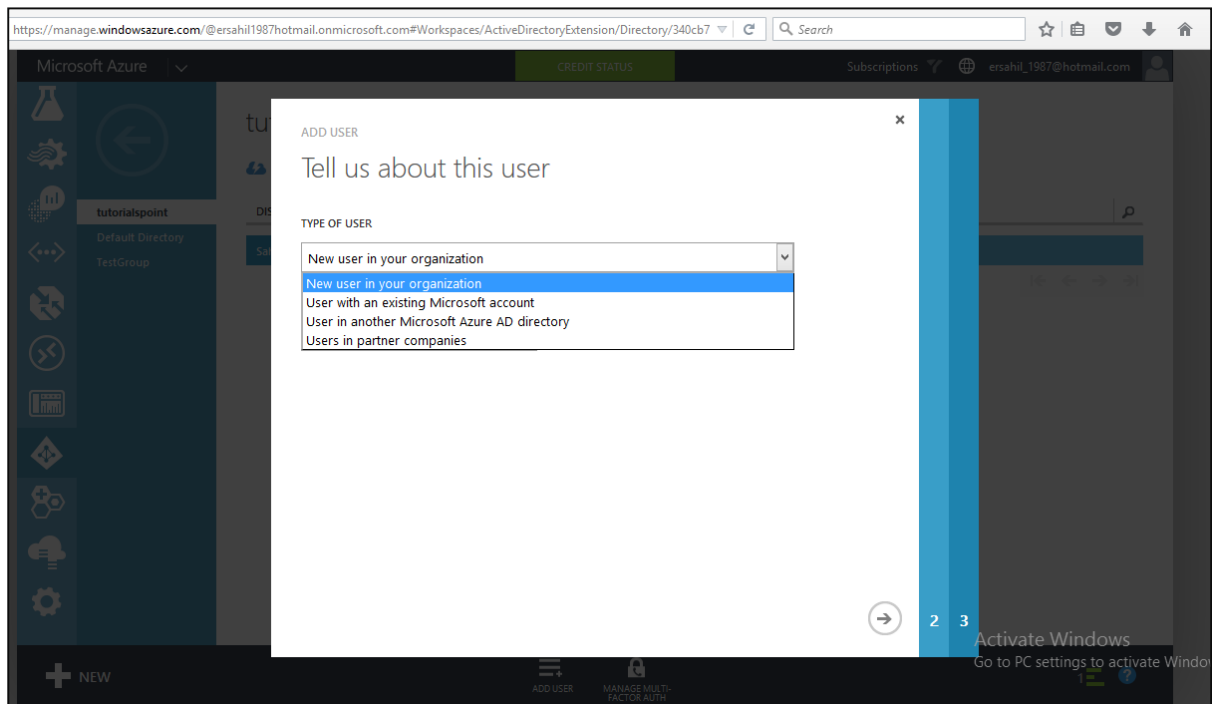 https://manage.windowsazure.com/@ersahil1987hotmail.onmicrosoft.com#Workspaces/ActiveDirectoryExtension/Directory/340cb7
Search
Microsoft Azure
CREDIT STATUS
Subscriptions
ersahil_1987@hotmail.com
tu
ADD USER
Tell us about this user
tutorialspoint
Default Directory
TestGroup
DIS
Sat
TYPE OF USER
New user in your organization
New user in your organization
User with an existing Microsoft account
User in another Microsoft Azure AD directory
Users in partner companies
2 3
Activate Windows
Go to PC settings to activate Windo
NEW
ADD USER
MANAGE MULTI-
FACTOR AUTH
1
?